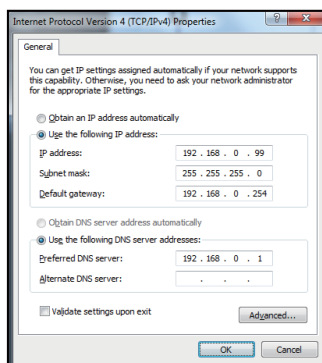 Internet Protocol Version 4 (TCP/IPv4) Properties
General
You can get IP settings assigned automatically if your network supports
this capability. Otherwise, you need to ask your network administrator
for the appropriate IP settings.
Obtain an IP address automatically
Use the following IP address:
IP address: 192 . 168 . 0 . 99
Subnet mask: 255 . 255 . 255 . 0
Default gateway: 192 . 168 . 0 . 254
Obtain DNS server address automatically
Use the following DNS server addresses:
Preferred DNS server: 192 . 168 . 0 . 1
Alternate DNS server: . . .
Validate settings upon exit
Advanced...
OK Cancel